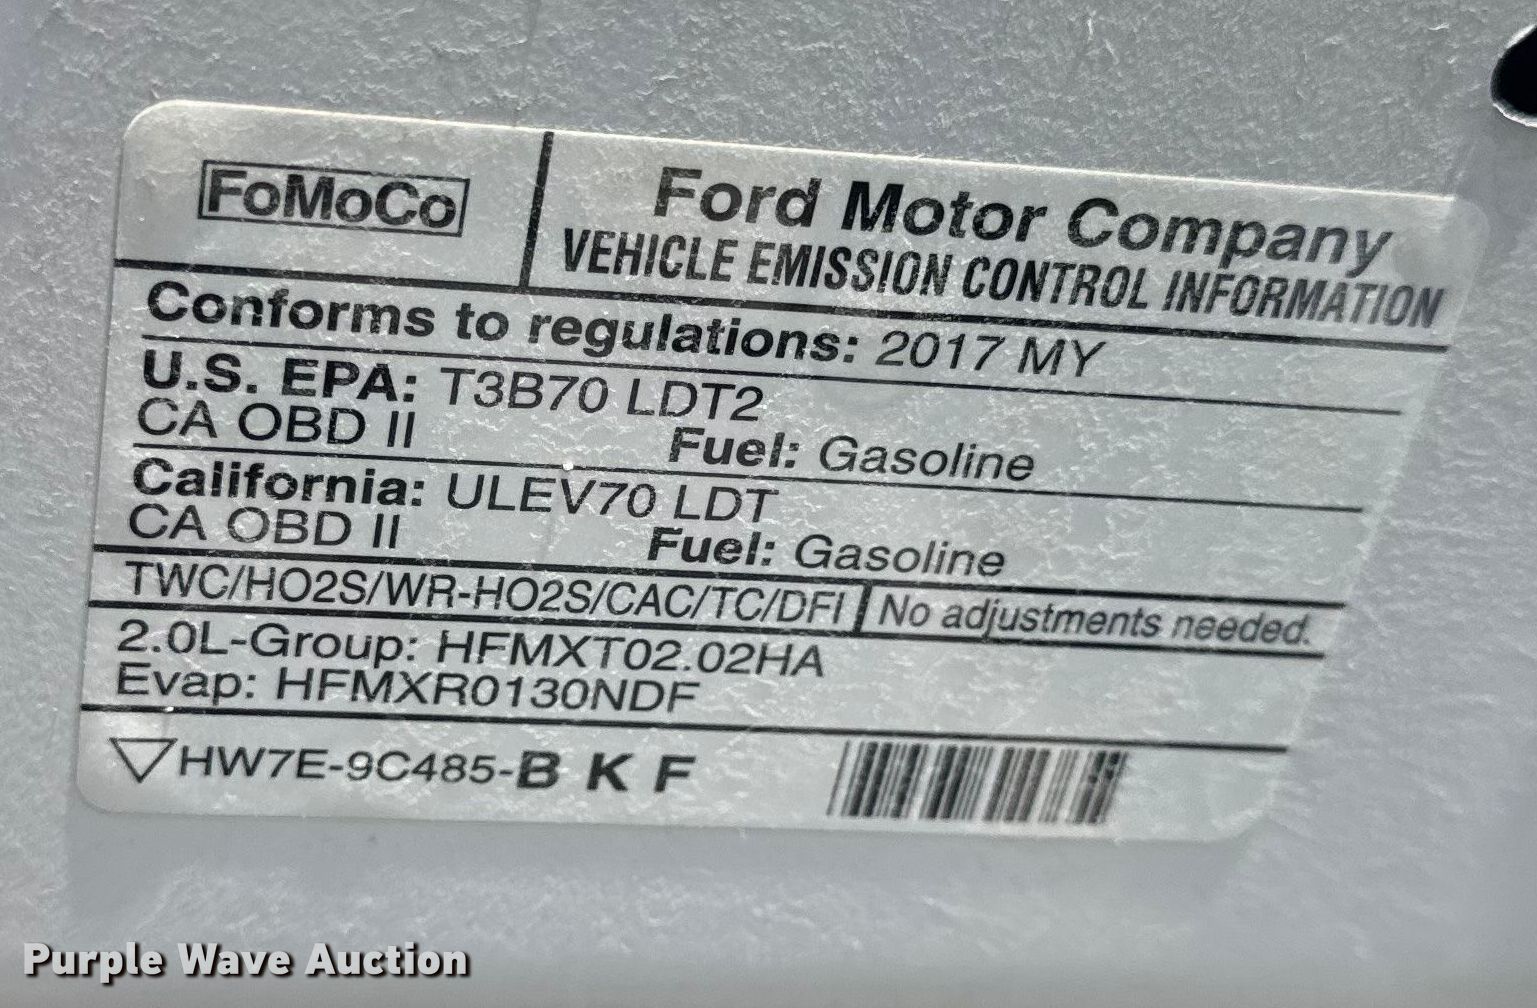 FoMoCo
Ford Motor Company
VEHICLE EMISSION CONTROL INFORMATION
Conforms to regulations: 2017 MY
U.S. EPA: T3B70 LDT2
CA OBD II Fuel: Gasoline
California: ULEV70 LDT
CA OBD II Fuel: Gasoline
TWC/HO2S/WR-HO2S/CAC/TC/DFI No adjustments needed.
2.0L-Group: HFMXT02.02HA
Evap: HFMXR0130NDF
HW7E-9C485-B K F
Purple Wave Auction